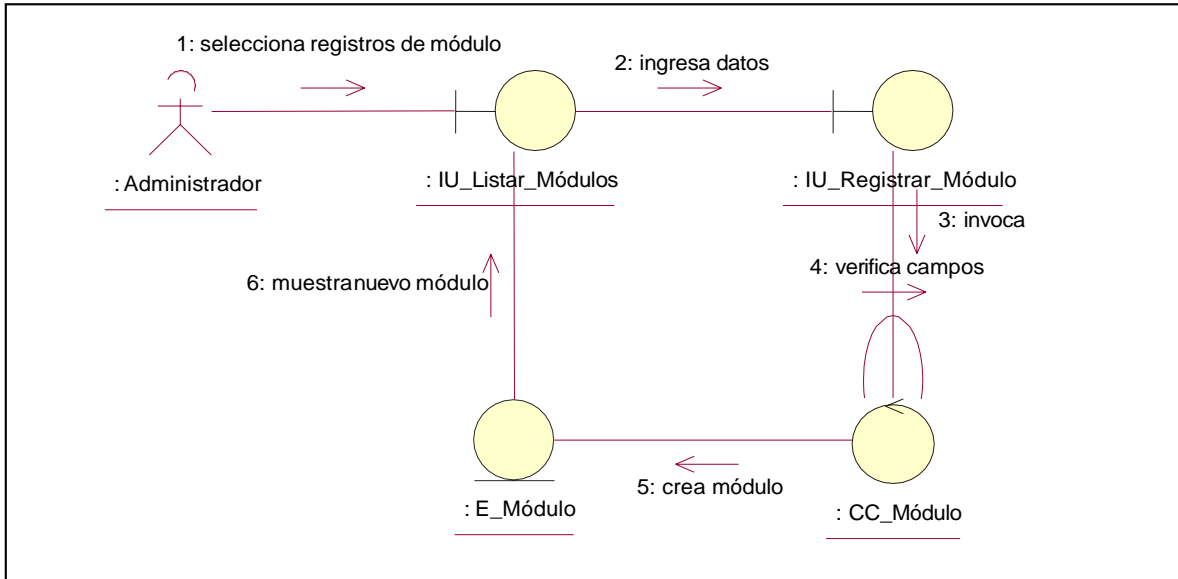 1: selecciona registros de módulo
2: ingresa datos
: Administrador
: IU_Listar_Módulos
: IU_Registrar_Módulo
3: invoca
4: verifica campos
6: muestranuevo módulo
5: crea módulo
: E_Módulo
: CC_Módulo